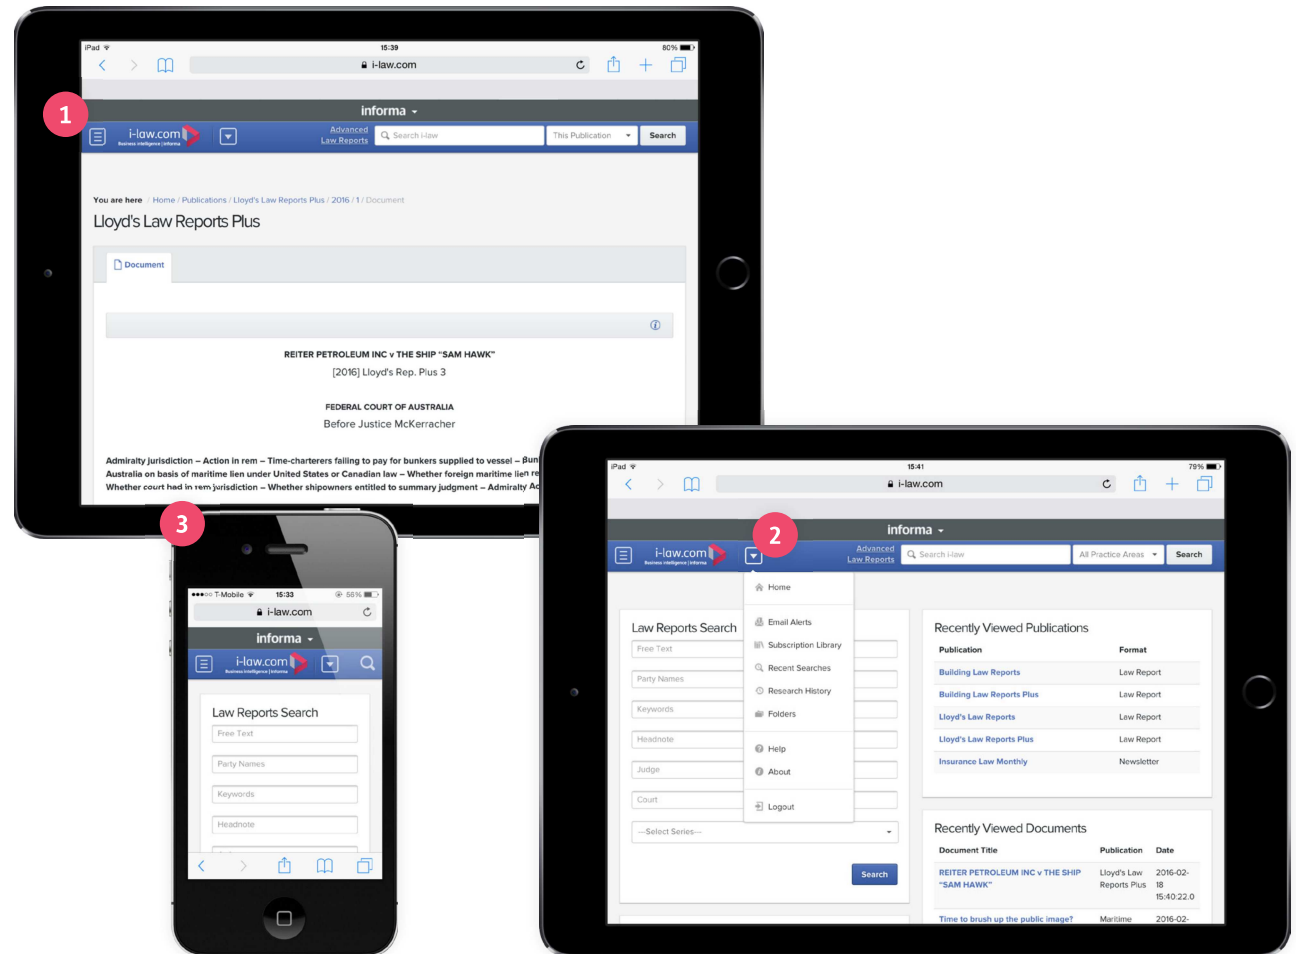 iPad 15:39 80%
i-law.com
1
informa
i-law.com
Business intelligence | informa
Advanced
Law Reports
Search i-law
This Publication
Search
You are here / Home / Publications / Lloyd's Law Reports Plus / 2016 / 1 / Document
Lloyd's Law Reports Plus
Document
REITER PETROLEUM INC v THE SHIP “SAM HAWK”
[2016] Lloyd's Rep. Plus 3
FEDERAL COURT OF AUSTRALIA
Before Justice McKerracher
Admiralty jurisdiction – Action in rem – Time-charterers failing to pay for bunkers supplied to vessel –
Australia on basis of maritime lien under United States or Canadian law – Whether foreign maritime lien
Whether court had in rem jurisdiction – Whether shipowners entitled to summary judgment – Admiralty
iPad 15:41 79%
i-law.com
2
informa
i-law.com
Business intelligence | informa
Advanced
Law Reports
Search i-law
All Practice Areas
Search
Home
Email Alerts
Subscription Library
Recent Searches
Research History
Folders
Help
About
Logout
Law Reports Search
Free Text
Party Names
Keywords
Headnote
Judge
Court
---Select Series---
Search
Recently Viewed Publications
Publication Format
Building Law Reports Law Report
Building Law Reports Plus Law Report
Lloyd's Law Reports Law Report
Lloyd's Law Reports Plus Law Report
Insurance Law Monthly Newsletter
Recently Viewed Documents
Document Title Publication Date
REITER PETROLEUM INC v THE SHIP Lloyd's Law 2016-02-
“SAM HAWK” Reports Plus 18
15:40:22.0
Time to brush up the public image? Maritime 2016-02-
3
T-Mobile 15:33 56%
i-law.com
informa
i-law.com
Business intelligence | informa
Law Reports Search
Free Text
Party Names
Keywords
Headnote